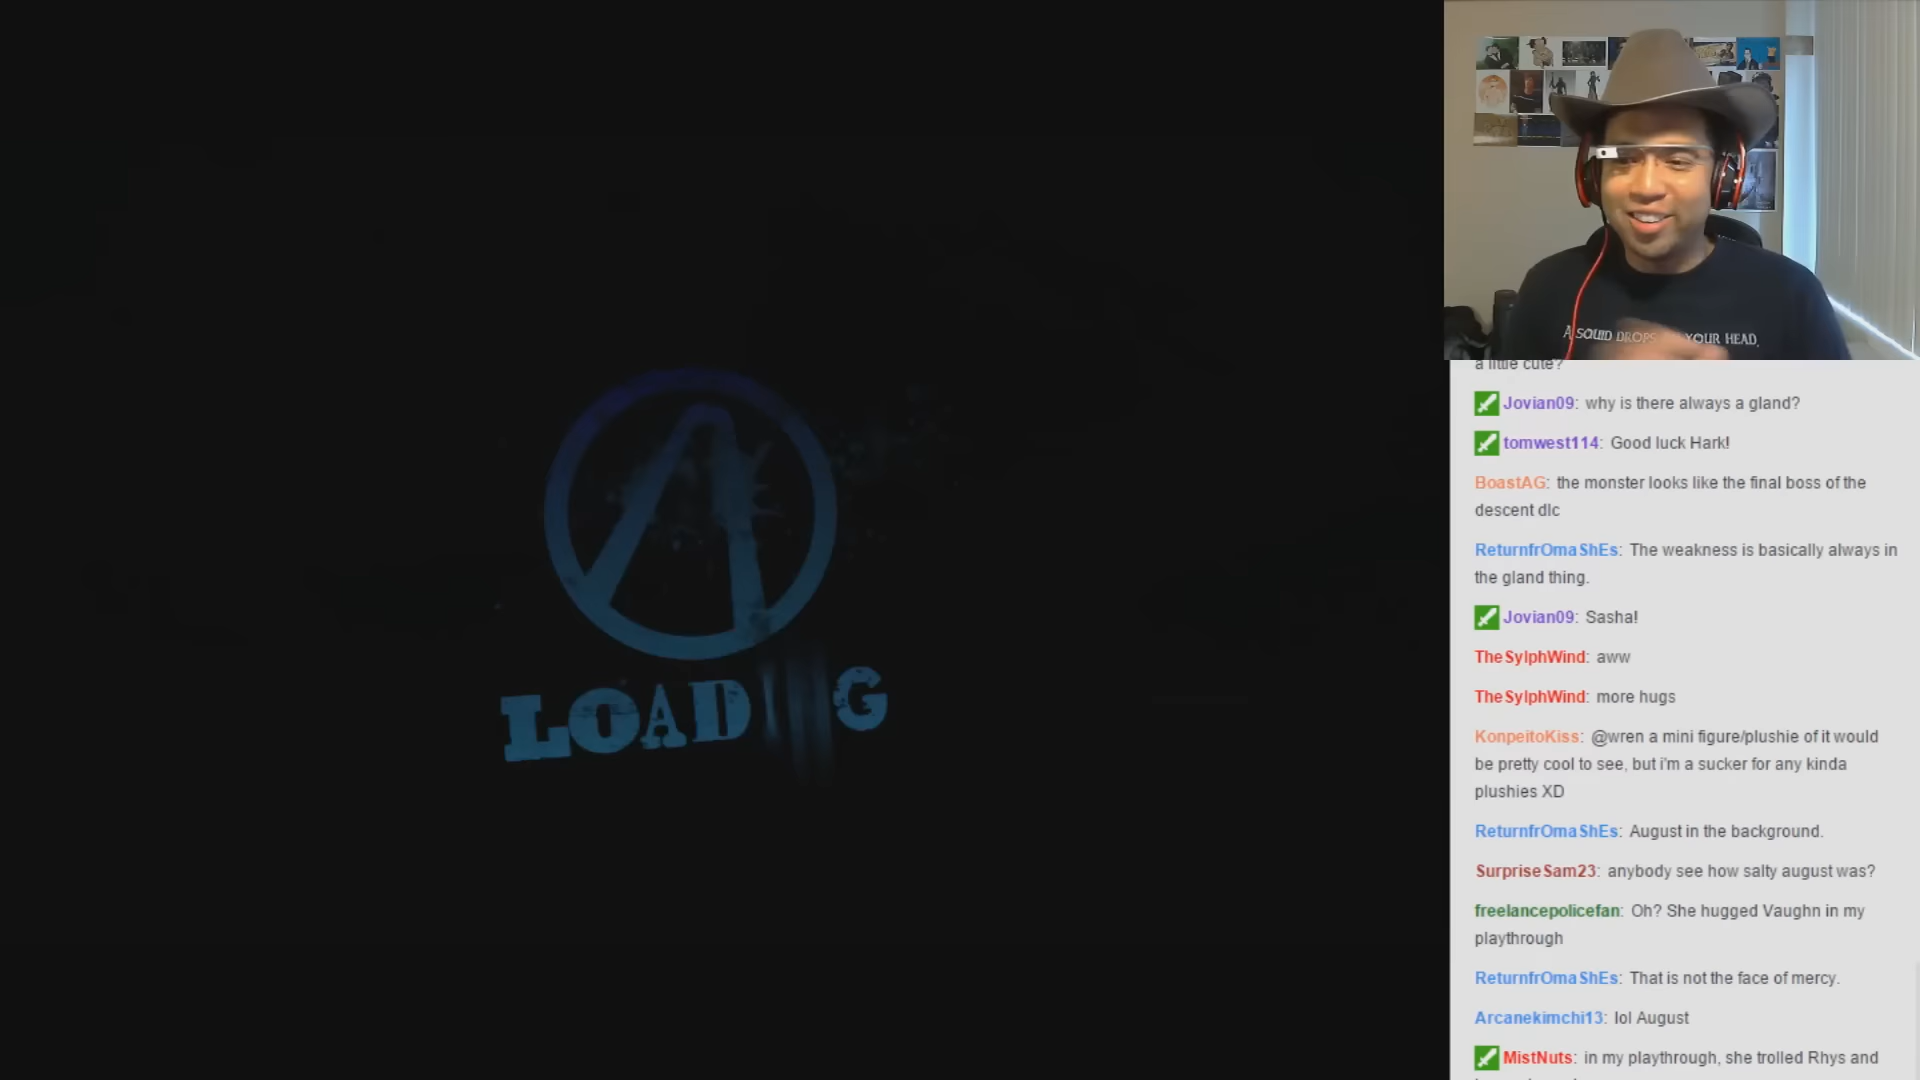 LOADING
A SQUID DROPS YOUR HEAD.
a little cute?
Jovian09: why is there always a gland?
tomwest114: Good luck Hark!
BoastAG: the monster looks like the final boss of the
descent dlc
ReturnfrOmaShEs: The weakness is basically always in
the gland thing.
Jovian09: Sasha!
TheSylphWind: aww
TheSylphWind: more hugs
KonpeitoKiss: @wren a mini figure/plushie of it would
be pretty cool to see, but i'm a sucker for any kinda
plushies XD
ReturnfrOmaShEs: August in the background.
SurpriseSam23: anybody see how salty august was?
freelancepolicefan: Oh? She hugged Vaughn in my
playthrough
ReturnfrOmaShEs: That is not the face of mercy.
Arcanekimchi13: lol August
MistNuts: in my playthrough, she trolled Rhys and